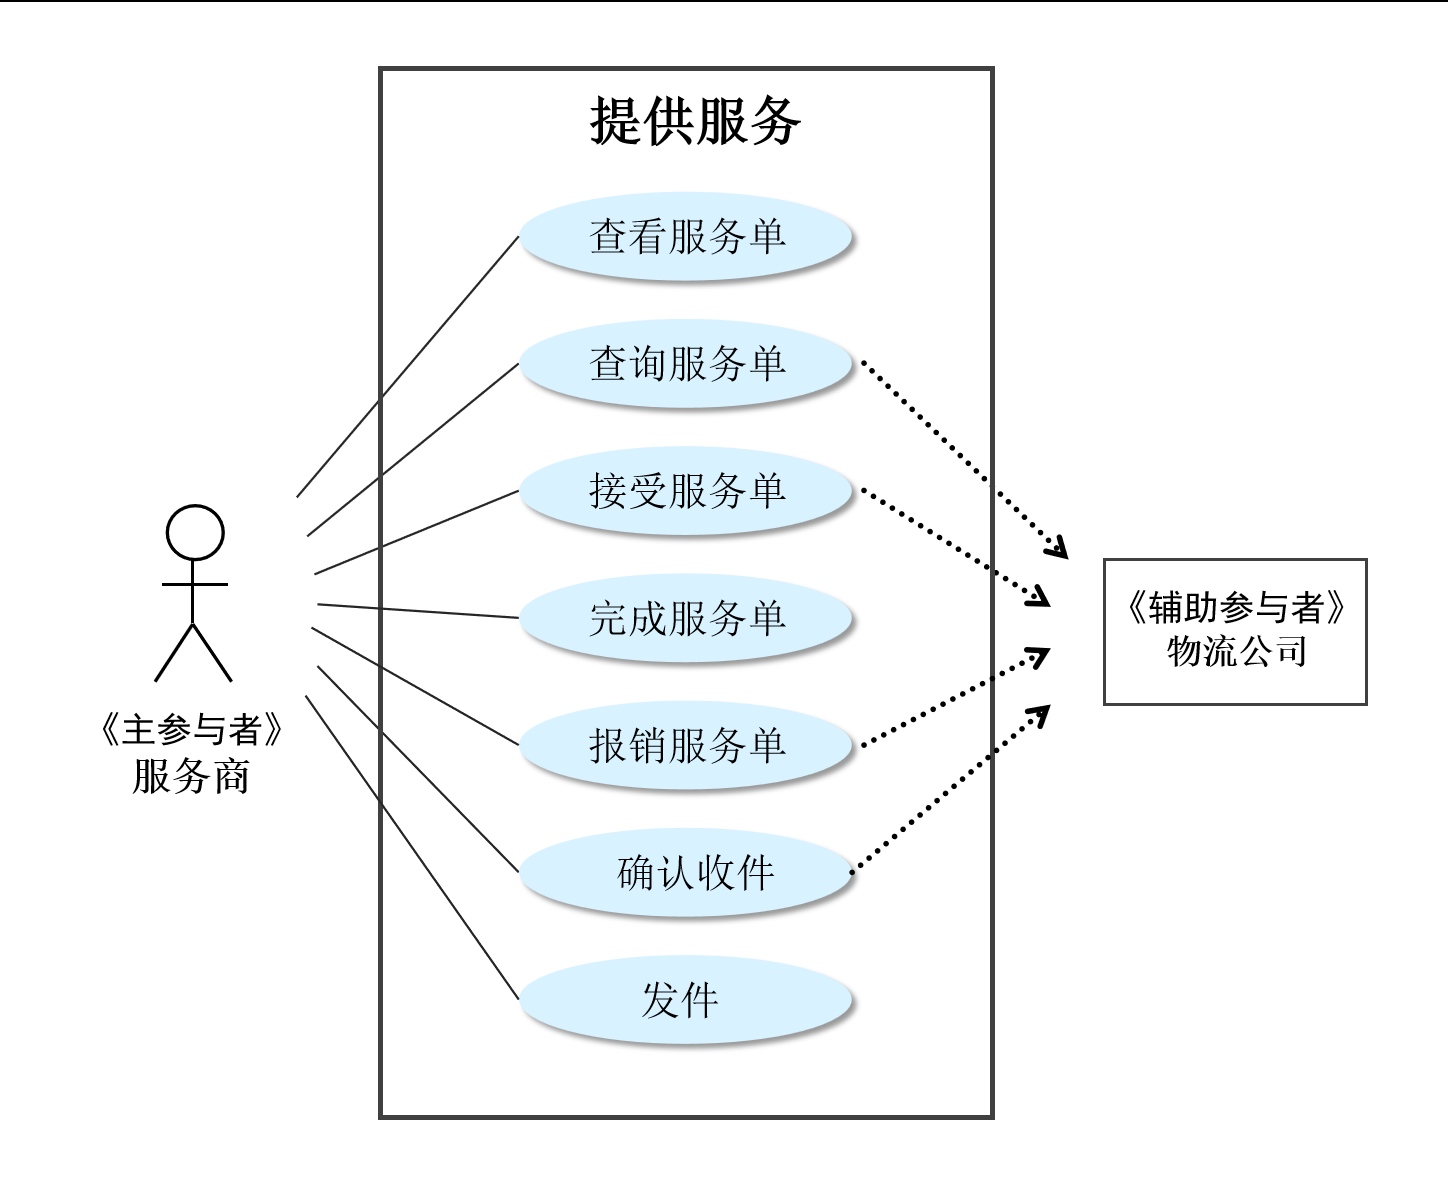 提供服务
查看服务单
查询服务单
接受服务单
完成服务单
报销服务单
确认收件
发件
《主参与者》
服务商
《辅助参与者》
物流公司